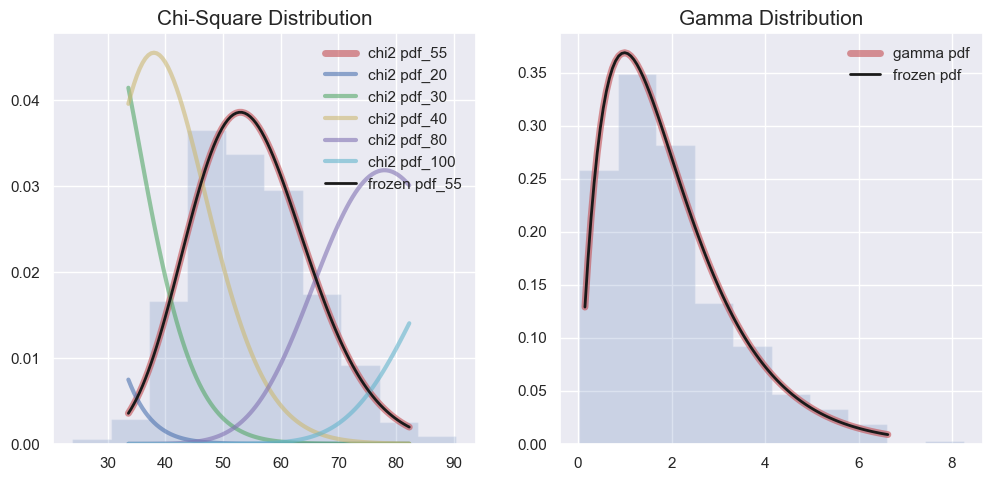 Chi-Square Distribution
chi2 pdf_55
chi2 pdf_20
chi2 pdf_30
chi2 pdf_40
chi2 pdf_80
chi2 pdf_100
frozen pdf_55
0.04
0.03
0.02
0.01
0.00
30 40 50 60 70 80 90
Gamma Distribution
gamma pdf
frozen pdf
0.35
0.30
0.25
0.20
0.15
0.10
0.05
0.00
0 2 4 6 8